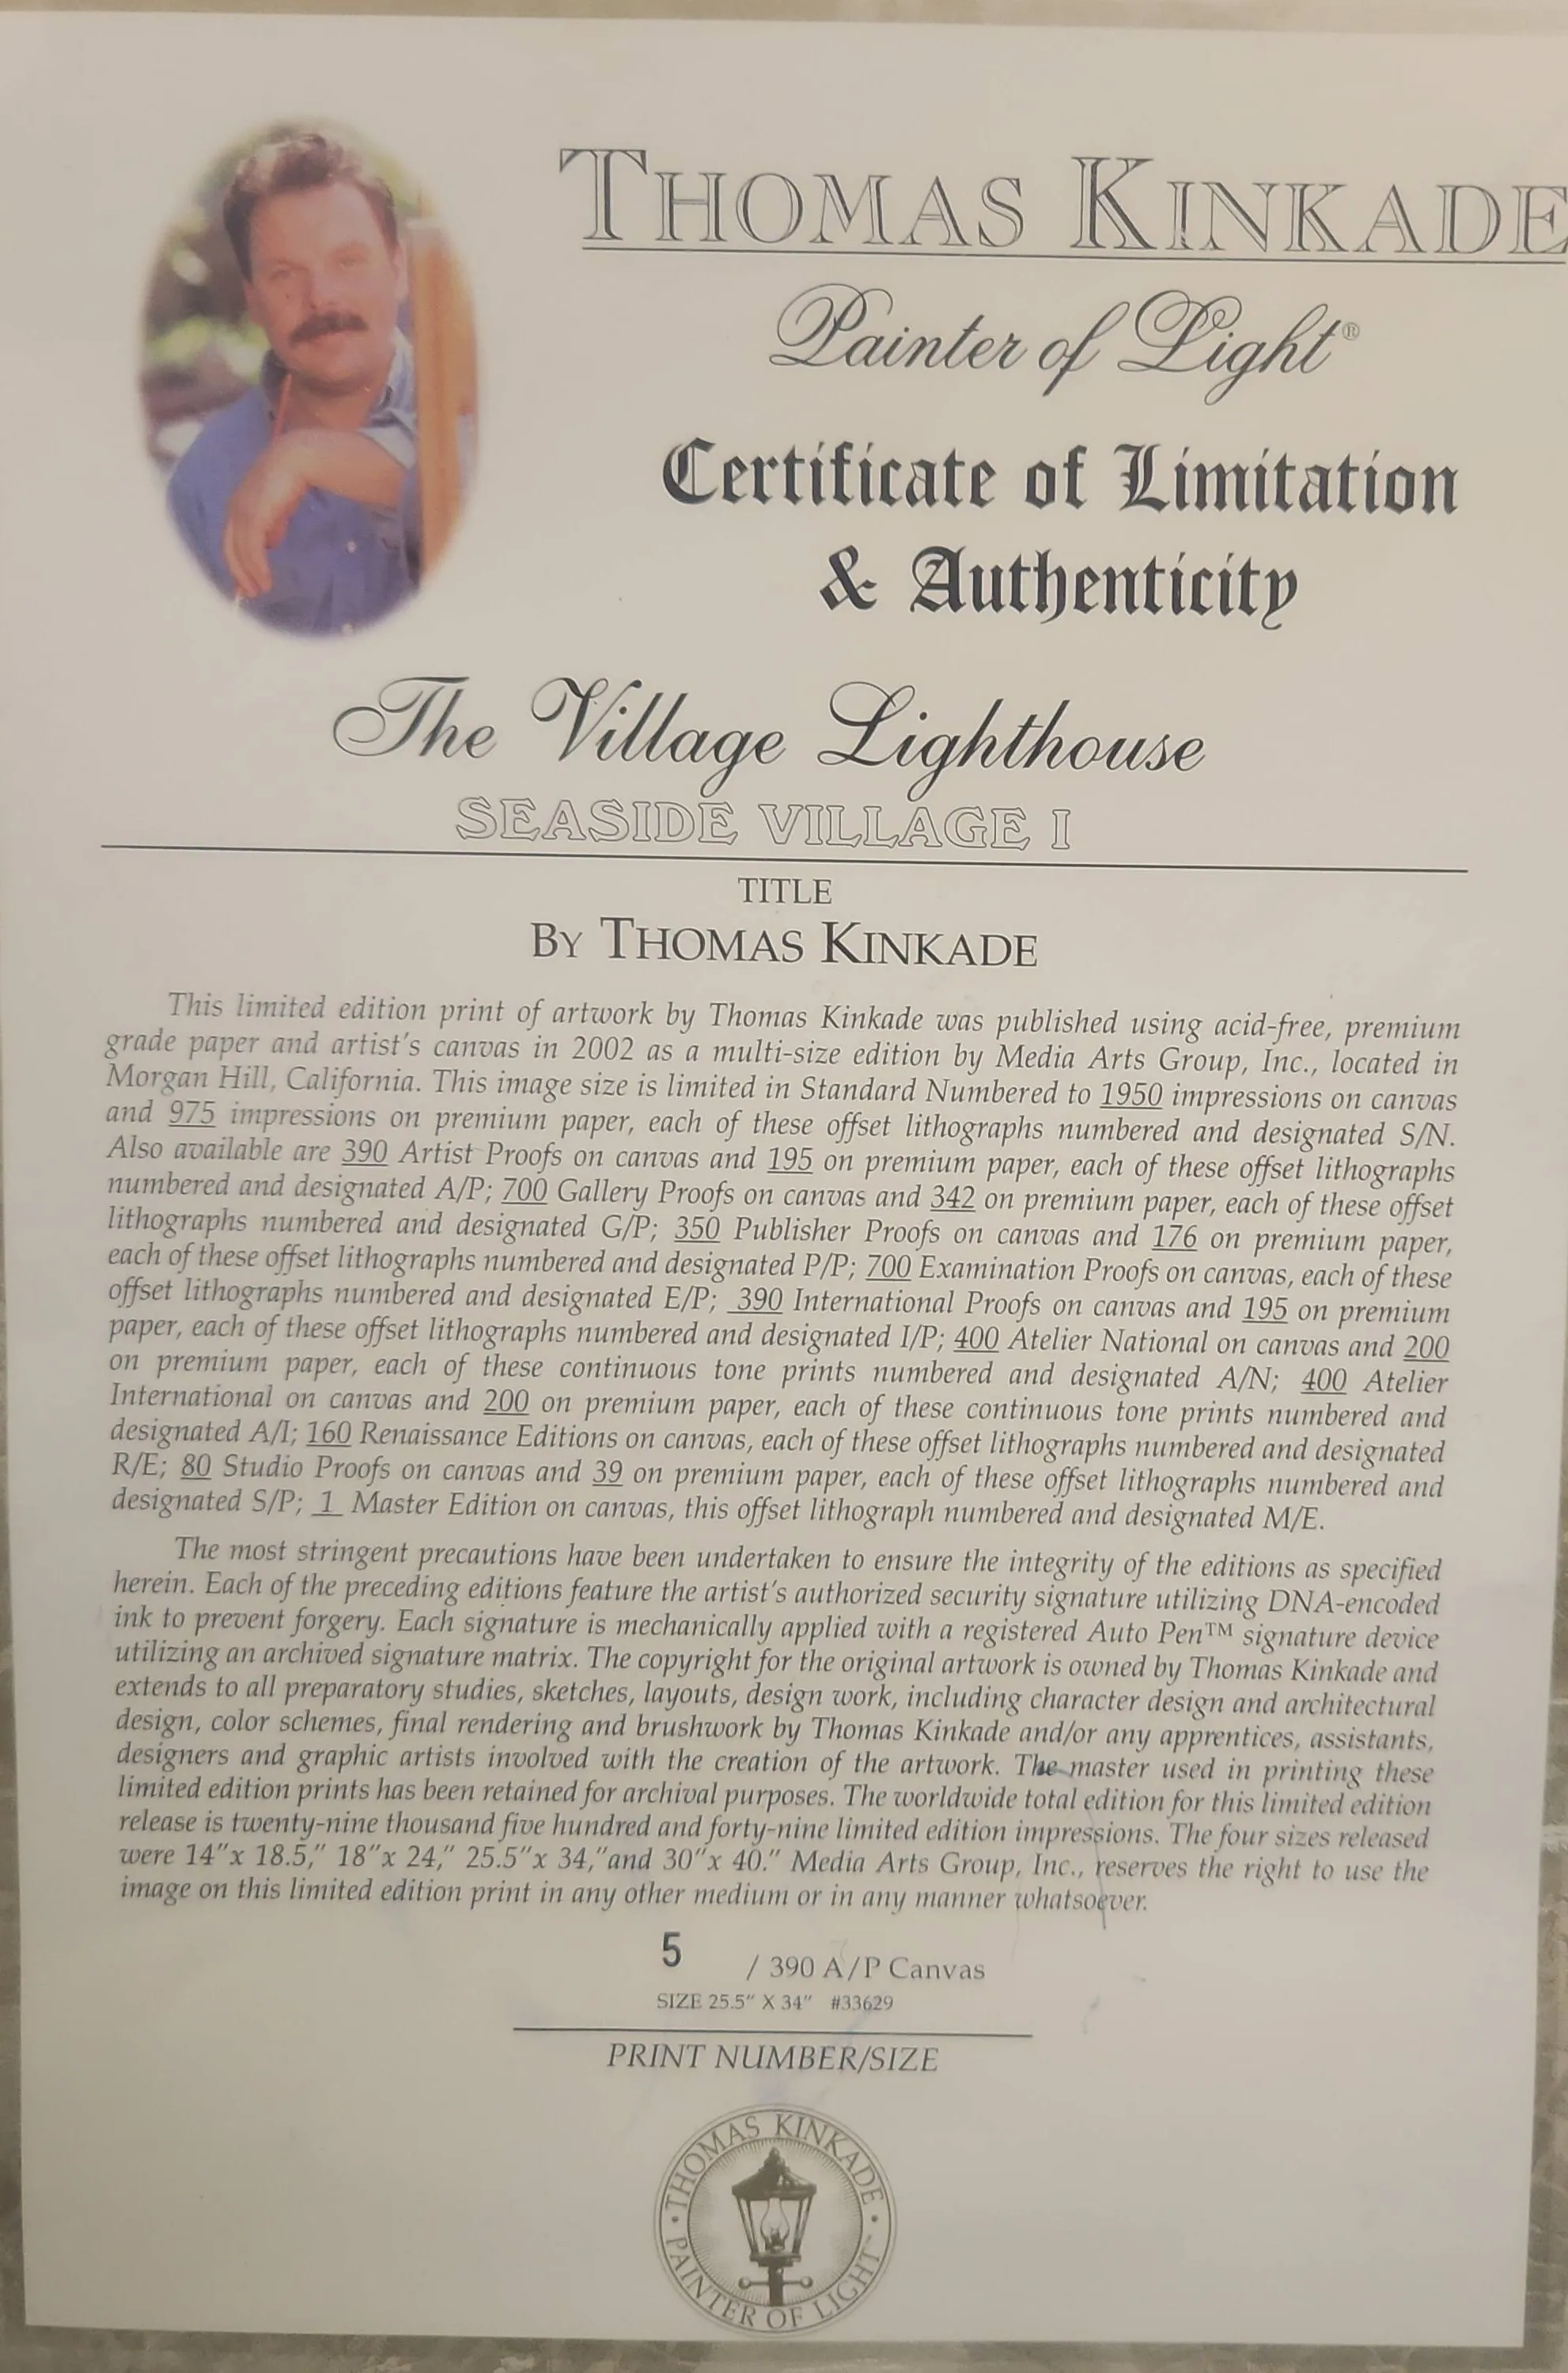 THOMAS KINKADE
Painter of Light®
Certificate of Limitation
& Authenticity
The Village Lighthouse
SEASIDE VILLAGE I
TITLE
BY THOMAS KINKADE
This limited edition print of artwork by Thomas Kinkade was published using acid-free, premium
grade paper and artist's canvas in 2002 as a multi-size edition by Media Arts Group, Inc., located in
Morgan Hill, California. This image size is limited in Standard Numbered to 1950 impressions on canvas
and 975 impressions on premium paper, each of these offset lithographs numbered and designated S/N.
Also available are 390 Artist Proofs on canvas and 195 on premium paper, each of these offset lithographs
numbered and designated A/P; 700 Gallery Proofs on canvas and 342 on premium paper, each of these offset
lithographs numbered and designated G/P; 350 Publisher Proofs on canvas and 176 on premium paper,
each of these offset lithographs numbered and designated P/P; 700 Examination Proofs on canvas, each of these
offset lithographs numbered and designated E/P; 390 International Proofs on canvas and 195 on premium
paper, each of these offset lithographs numbered and designated I/P; 400 Atelier National on canvas and 200
on premium paper, each of these continuous tone prints numbered and designated A/N; 400 Atelier
International on canvas and 200 on premium paper, each of these continuous tone prints numbered and
designated A/I; 160 Renaissance Editions on canvas, each of these offset lithographs numbered and designated
R/E; 80 Studio Proofs on canvas and 39 on premium paper, each of these offset lithographs numbered and
designated S/P; 1 Master Edition on canvas, this offset lithograph numbered and designated M/E.
The most stringent precautions have been undertaken to ensure the integrity of the editions as specified
herein. Each of the preceding editions feature the artist's authorized security signature utilizing DNA-encoded
ink to prevent forgery. Each signature is mechanically applied with a registered Auto Pen™ signature device
utilizing an archived signature matrix. The copyright for the original artwork is owned by Thomas Kinkade and
extends to all preparatory studies, sketches, layouts, design work, including character design and architectural
design, color schemes, final rendering and brushwork by Thomas Kinkade and/or any apprentices, assistants,
designers and graphic artists involved with the creation of the artwork. The master used in printing these
limited edition prints has been retained for archival purposes. The worldwide total edition for this limited edition
release is twenty-nine thousand five hundred and forty-nine limited edition impressions. The four sizes released
were 14"x 18.5," 18"x 24," 25.5"x 34,"and 30"x 40." Media Arts Group, Inc., reserves the right to use the
image on this limited edition print in any other medium or in any manner whatsoever.
5 / 390 A/P Canvas
SIZE 25.5" X 34" #33629
PRINT NUMBER/SIZE
THOMAS KINKADE
PAINTER OF LIGHT